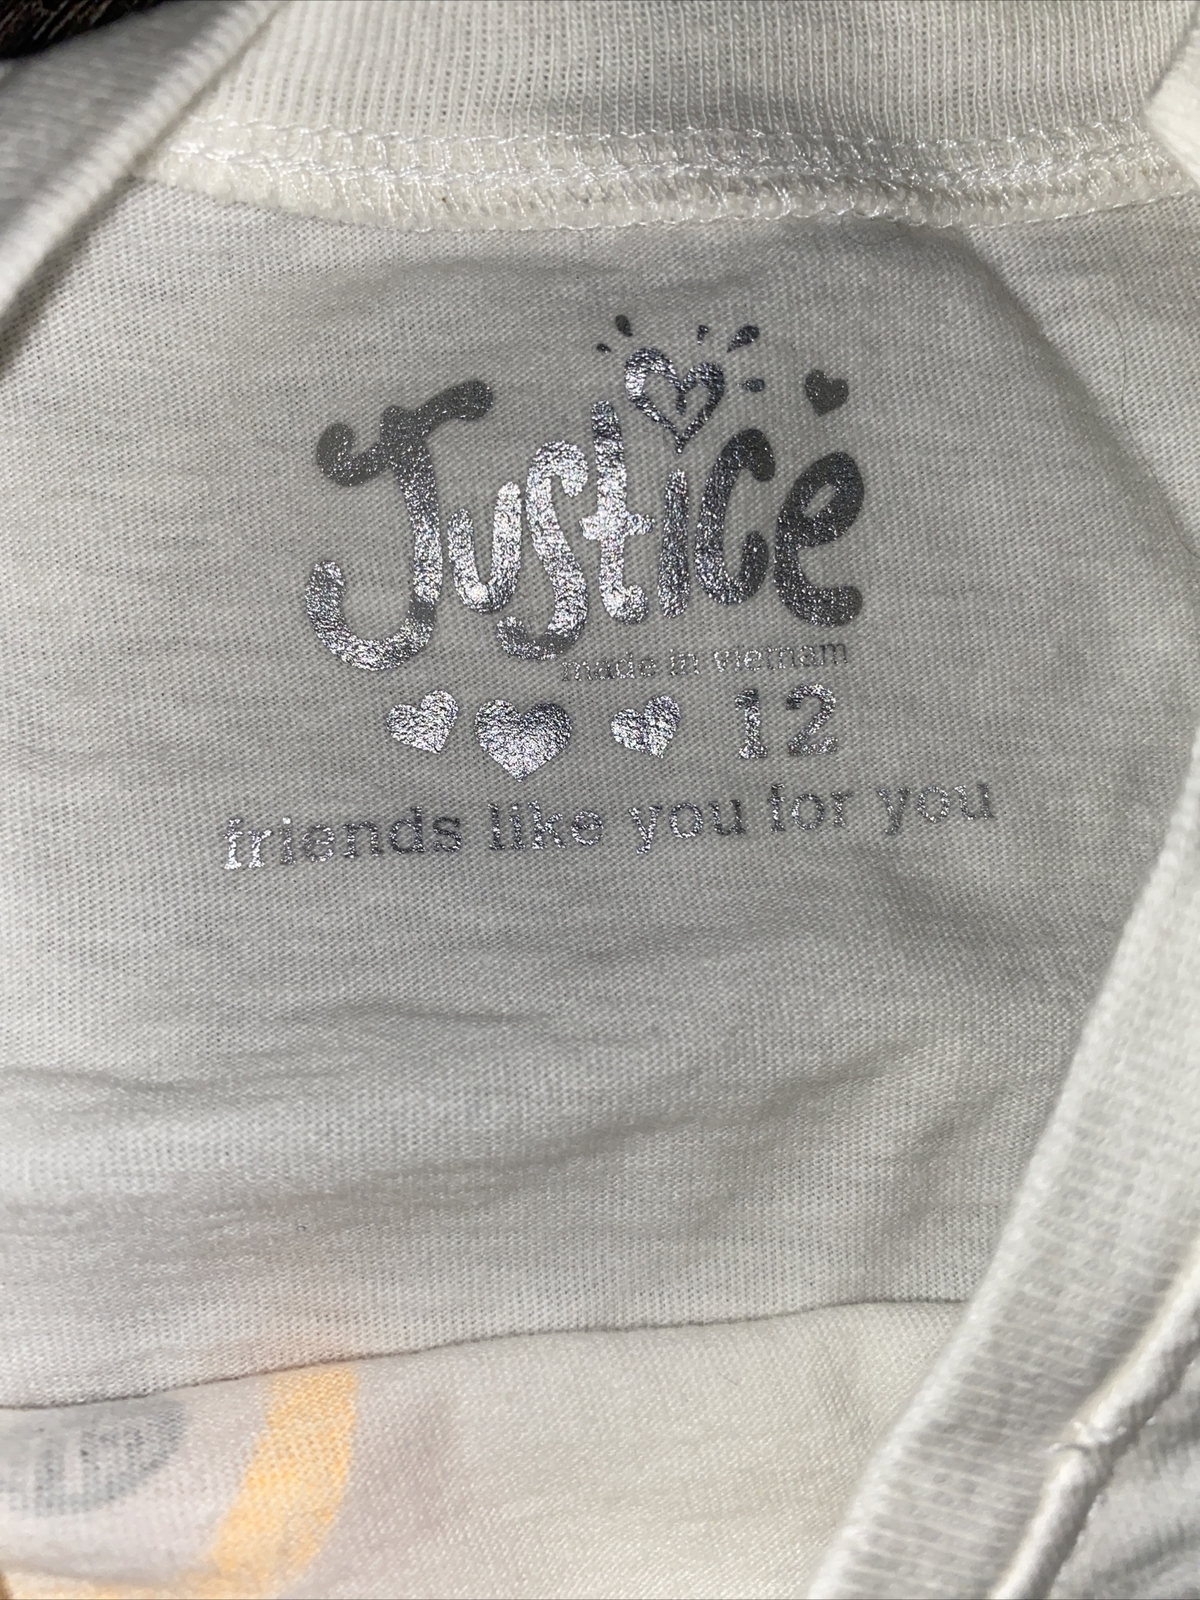 Justice
made in vietnam
12
friends like you for you